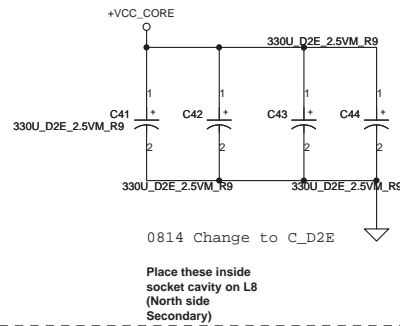 +VCC_CORE
330U_D2E_2.5VM_R9
1 1 1 1
C41 + C42 + C43 + C44 +
330U_D2E_2.5VM_R9
2 2 2 2
330U_D2E_2.5VM_R9 330U_D2E_2.5VM_R9
0814 Change to C_D2E
Place these inside
socket cavity on L8
(North side
Secondary)